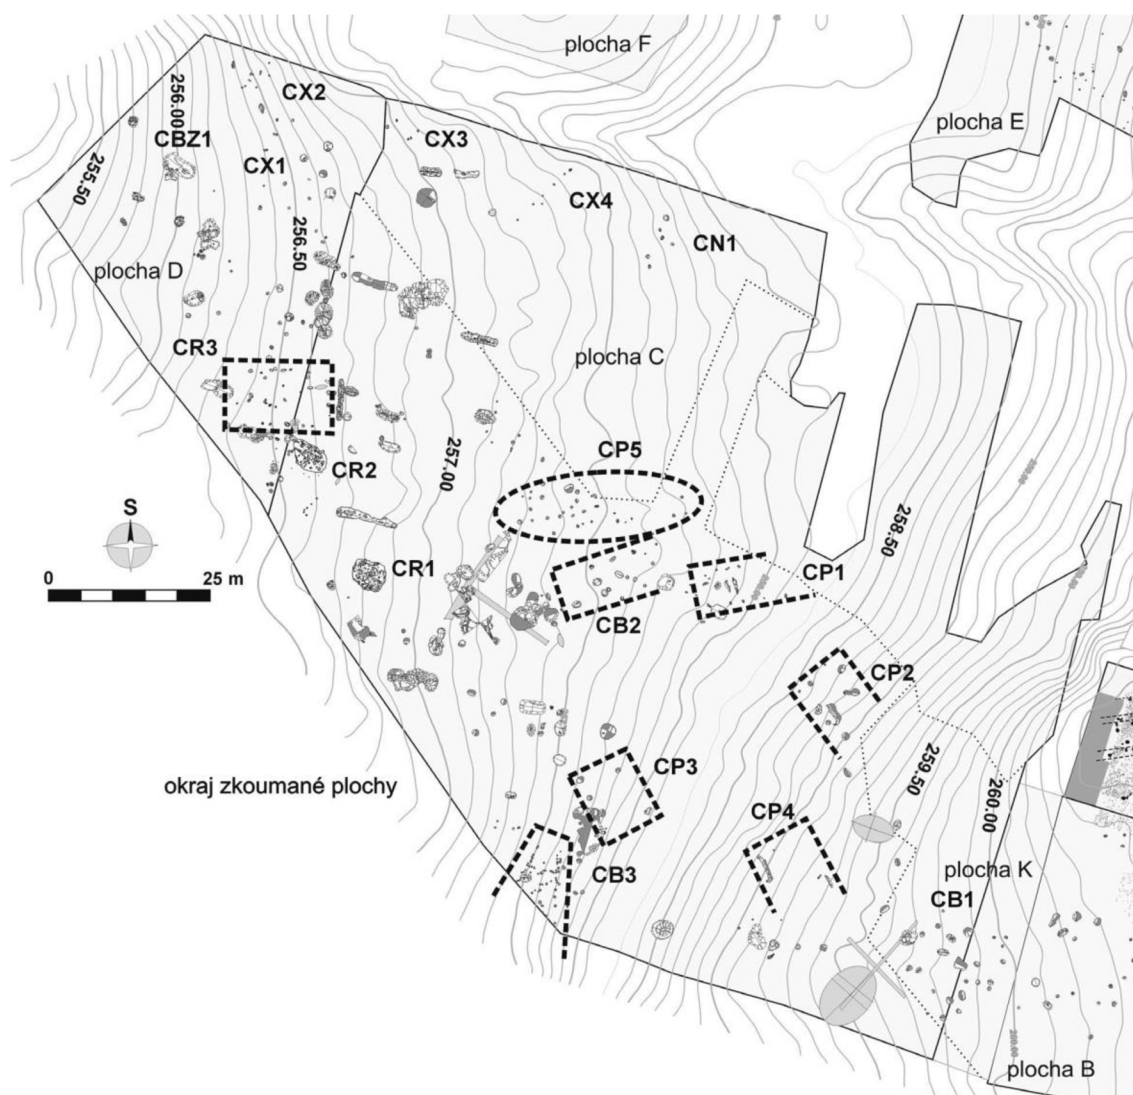 plocha F
256.00
CX2
plocha E
CBZ1
CX3
255.50
CX1
CX4
256.50
CN1
plocha D
CR3
plocha C
CP5
CR2
257.00
S
258.50
0 25 m
CR1
CP1
CB2
CP2
okraj zkoumané plochy
CP3
259.50
260.00
CP4
CB3
plocha K
CB1
plocha B